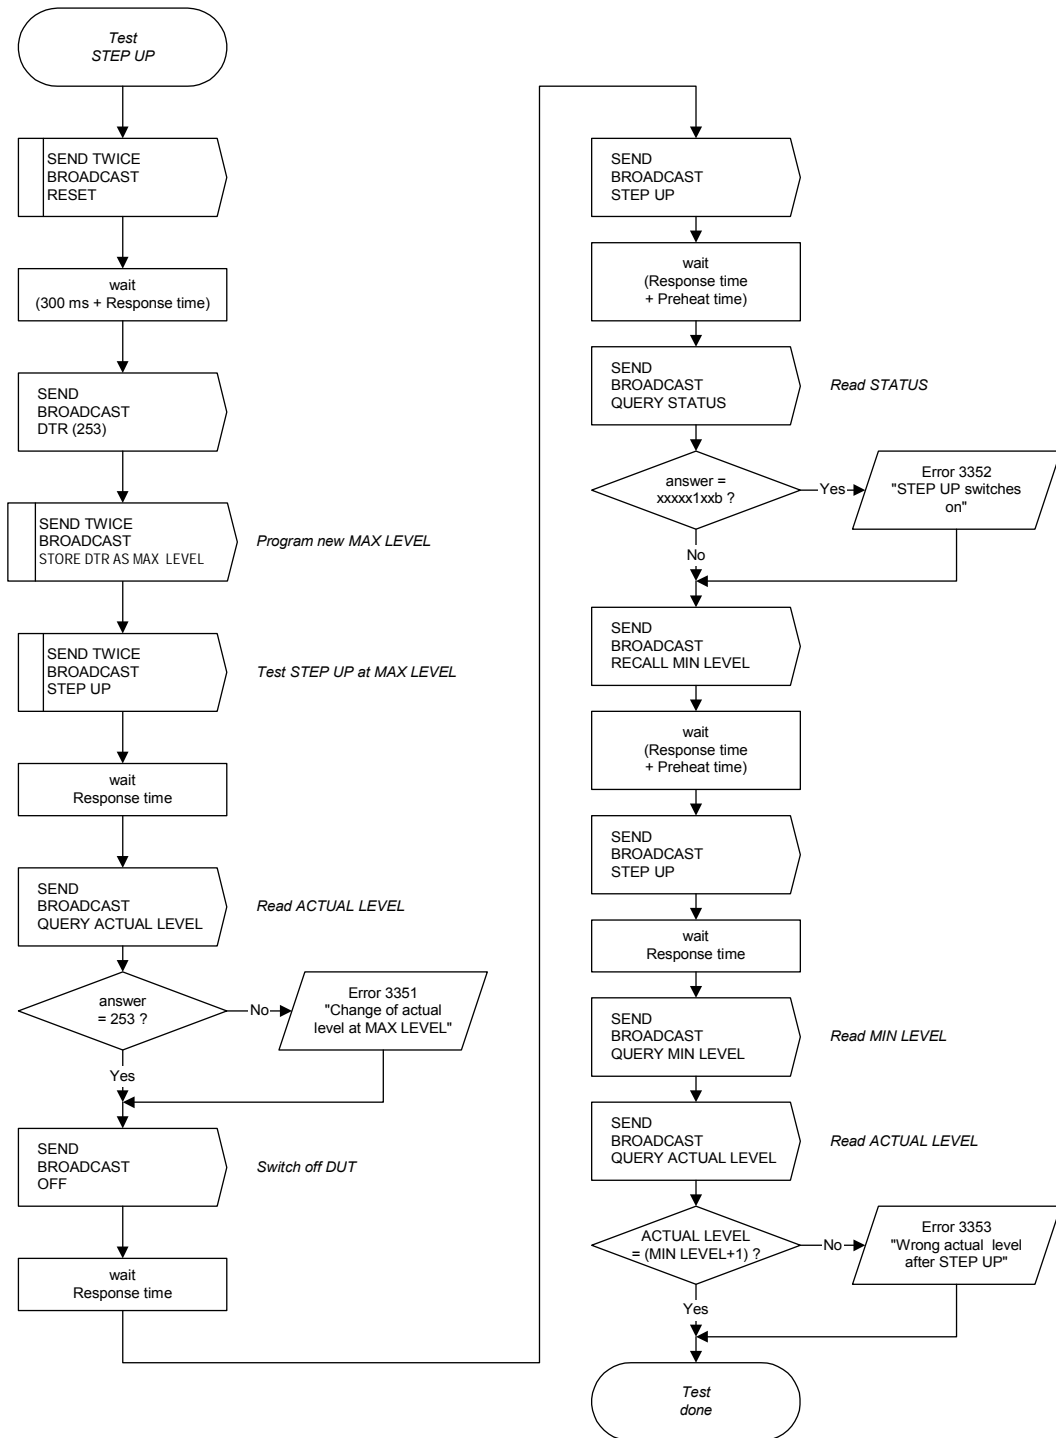 Test
STEP UP
SEND TWICE
BROADCAST
RESET
wait
(300 ms + Response time)
SEND
BROADCAST
DTR (253)
SEND TWICE
BROADCAST
STORE DTR AS MAX LEVEL
Program new MAX LEVEL
SEND TWICE
BROADCAST
STEP UP
Test STEP UP at MAX LEVEL
wait
Response time
SEND
BROADCAST
QUERY ACTUAL LEVEL
Read ACTUAL LEVEL
answer
= 253 ?
No
Error 3351
"Change of actual
level at MAX LEVEL"
Yes
SEND
BROADCAST
OFF
Switch off DUT
wait
Response time
SEND
BROADCAST
STEP UP
wait
(Response time
+ Preheat time)
SEND
BROADCAST
QUERY STATUS
Read STATUS
answer =
xxxxx1xxb ?
Yes
Error 3352
"STEP UP switches
on"
No
SEND
BROADCAST
RECALL MIN LEVEL
wait
(Response time
+ Preheat time)
SEND
BROADCAST
STEP UP
wait
Response time
SEND
BROADCAST
QUERY MIN LEVEL
Read MIN LEVEL
SEND
BROADCAST
QUERY ACTUAL LEVEL
Read ACTUAL LEVEL
ACTUAL LEVEL
= (MIN LEVEL+1) ?
No
Error 3353
"Wrong actual level
after STEP UP"
Yes
Test
done